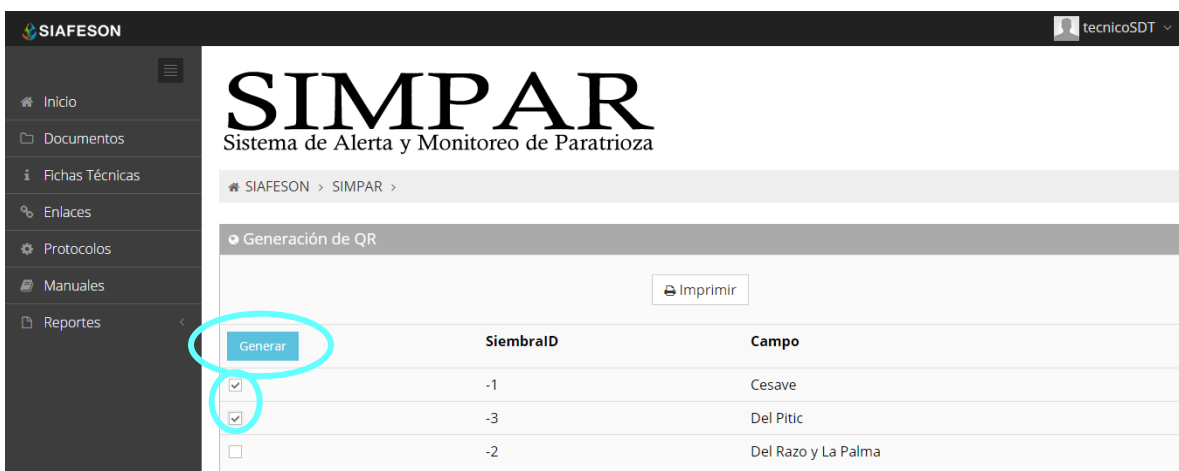 SIAFESON
tecnicoSDT
Inicio
Documentos
Fichas Técnicas
Enlaces
Protocolos
Manuales
Reportes
SIMPAR
Sistema de Alerta y Monitoreo de Paratrioza
SIAFESON > SIMPAR >
Generación de QR
Imprimir
Generar SiembraID Campo
-1 Cesave
-3 Del Pitic
-2 Del Razo y La Palma